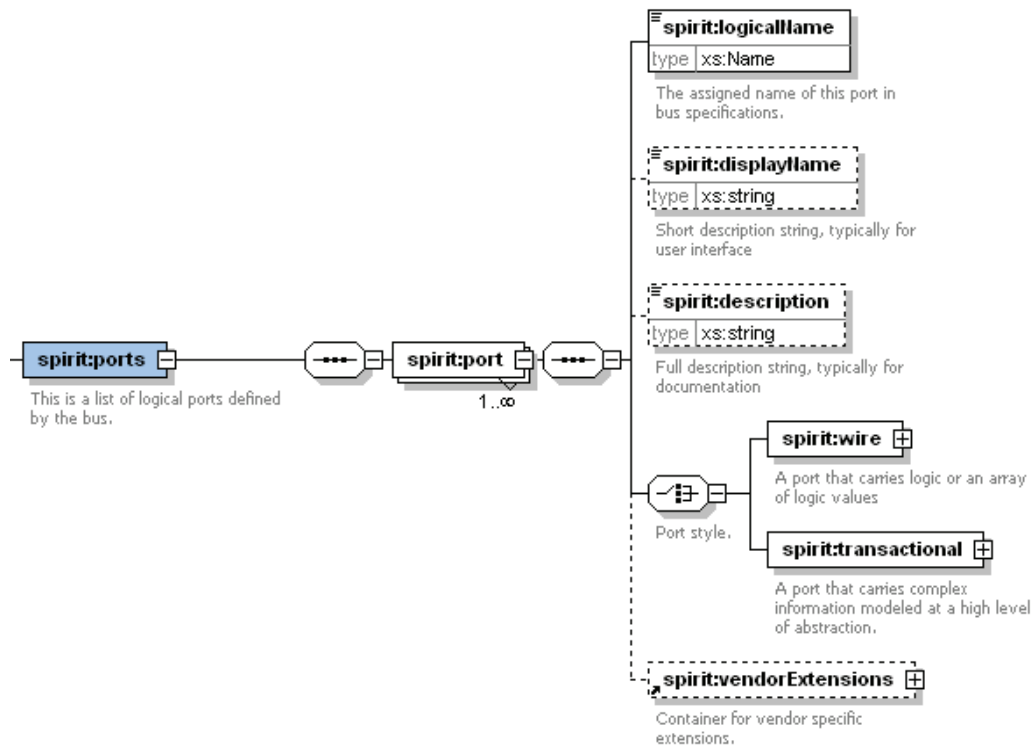 spirit:logicalName
type xs:Name
The assigned name of this port in
bus specifications.
spirit:displayName
type xs:string
Short description string, typically for
user interface
spirit:description
type xs:string
Full description string, typically for
documentation
spirit:ports
This is a list of logical ports defined
by the bus.
spirit:port
1..∞
spirit:wire
A port that carries logic or an array
of logic values
Port style.
spirit:transactional
A port that carries complex
information modeled at a high level
of abstraction.
spirit:vendorExtensions
Container for vendor specific
extensions.